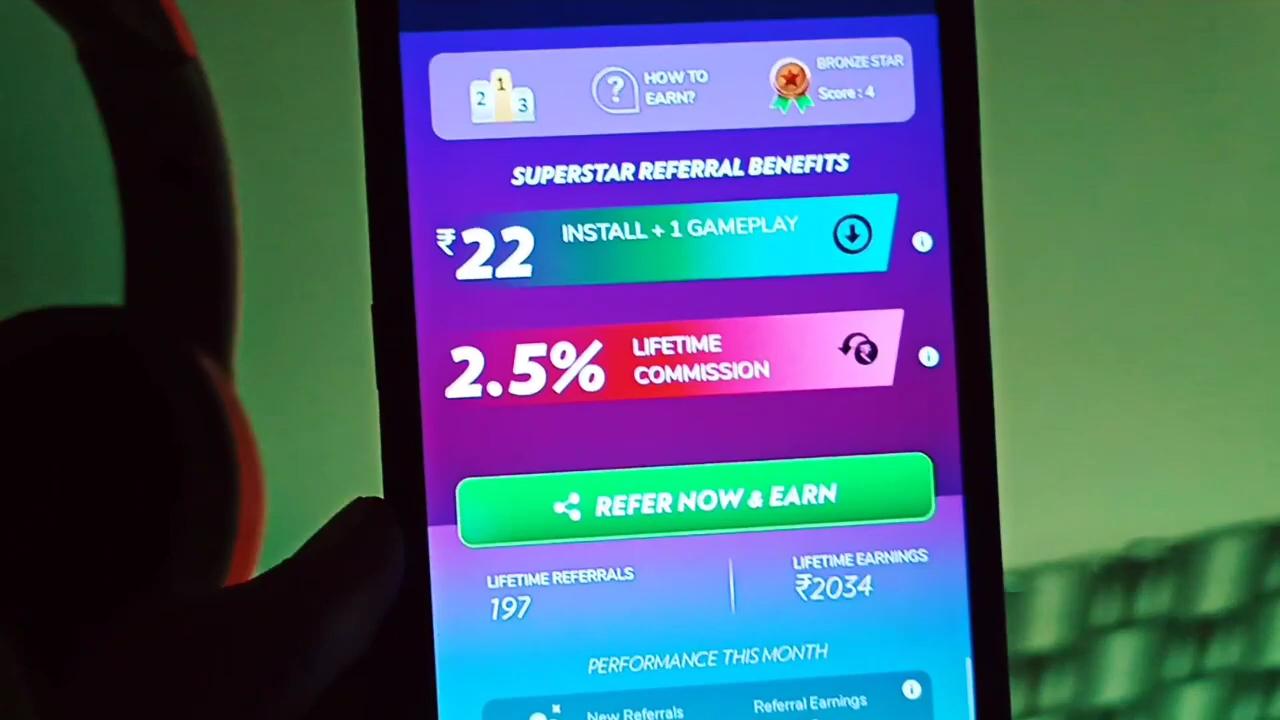 2 1 3
HOW TO
EARN?
BRONZE STAR
Score : 4
SUPERSTAR REFERRAL BENEFITS
₹22
INSTALL + 1 GAMEPLAY
2.5%
LIFETIME
COMMISSION
REFER NOW & EARN
LIFETIME REFERRALS
197
LIFETIME EARNINGS
₹2034
PERFORMANCE THIS MONTH
New Referrals
Referral Earnings